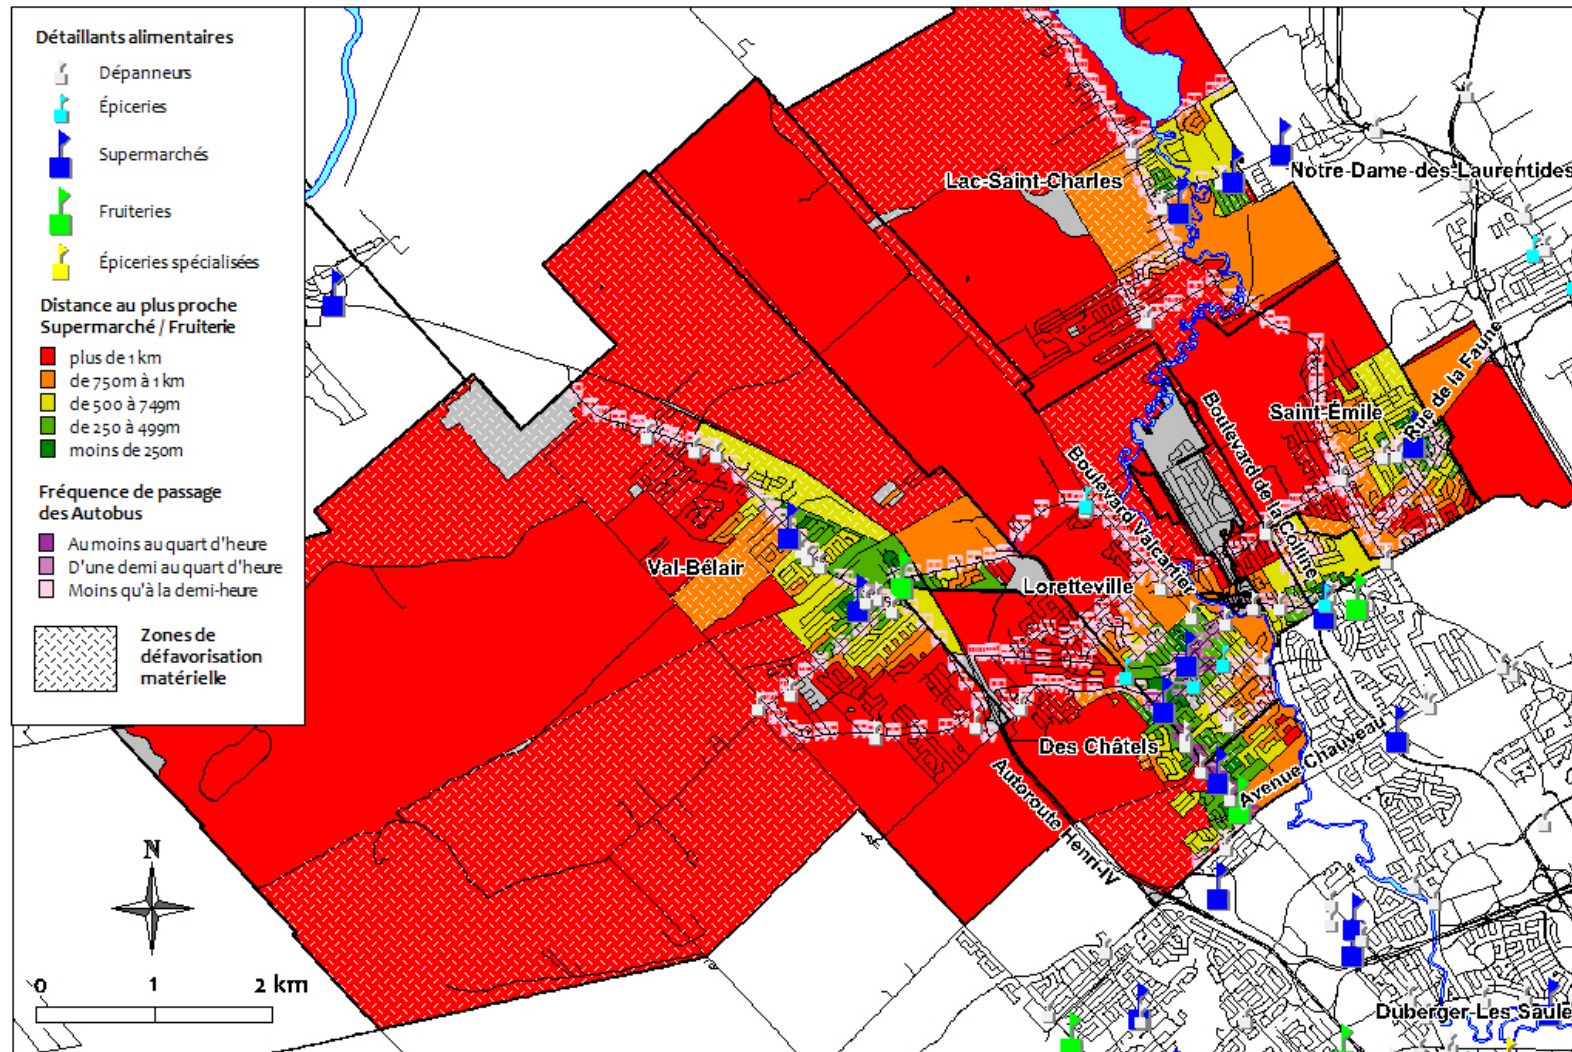 Détaillants alimentaires
Dépanneurs
Épiceries
Supermarchés
Fruiteries
Épiceries spécialisées
Distance au plus proche
Supermarché / Fruiterie
plus de 1 km
de 750m à 1 km
de 500 à 749m
de 250 à 499m
moins de 250m
Fréquence de passage
des Autobus
Au moins au quart d'heure
D'une demi au quart d'heure
Moins qu'à la demi-heure
Zones de
défavorisation
matérielle
N
0 1 2 km
Lac-Saint-Charles
Notre-Dame-des-Laurentides
Saint-Émile
Rue de la Faune
Boulevard de la Colline
Boulevard Valcartier
Val-Bélair
Loretteville
Des Châtels
Avenue Chauveau
Autoroute Henri-IV
Duberger-Les Saule